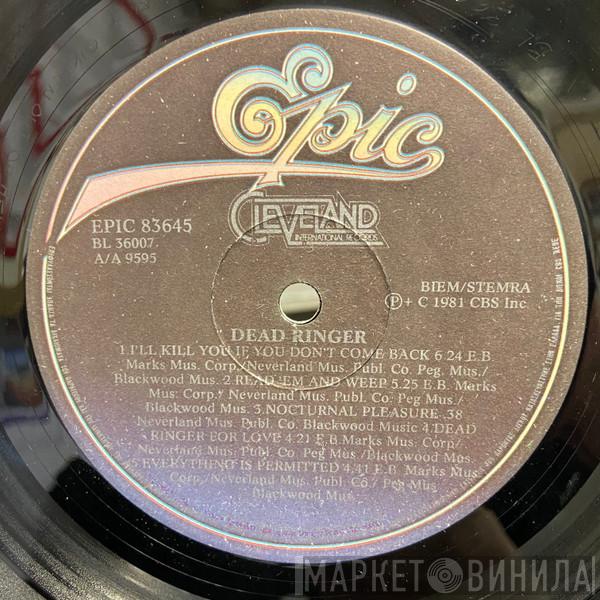 Epic
CLEVELAND
INTERNATIONAL RECORDS
EPIC 83645
BL 36007
A/A 9595
BIEM/STEMRA
Ⓟ+ C 1981 CBS Inc
DEAD RINGER
1.I'LL KILL YOU IF YOU DON'T COME BACK 6 24 E.B
Marks Mus. Corp./Neverland Mus. Publ. Co. Peg. Mus./
Blackwood Mus. 2.READ 'EM AND WEEP 5.25 E.B. Marks
Mus. Corp./ Neverland Mus. Publ. Co. Peg Mus./
Blackwood Mus. 3.NOCTURNAL PLEASURE .38
Neverland Mus. Publ. Co. Blackwood Music 4.DEAD
RINGER FOR LOVE 4.21 E.B.Marks Mus. Corp/
Neverland Mus. Publ. Co. Peg Mus /Blackwood Mus.
5 EVERYTHING IS PERMITTED 4.41 E.B. Marks Mus.
Corp./Neverland Mus. Publ. Co./ Peg Mus
Blackwood Mus
МАРКЕТ ВИНИЛА